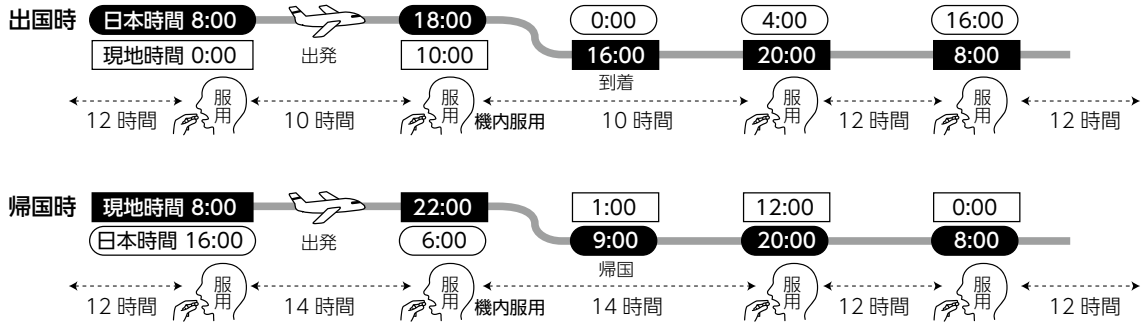 出国時 日本時間 8:00 18:00 0:00 4:00 16:00
現地時間 0:00 出発 10:00 16:00 20:00 8:00
到着
服用 服用 服用 服用
12 時間 10 時間 機内服用 10 時間 12 時間 12 時間
帰国時 現地時間 8:00 22:00 1:00 12:00 0:00
日本時間 16:00 出発 6:00 9:00 20:00 8:00
帰国
服用 服用 服用 服用
12 時間 14 時間 機内服用 14 時間 12 時間 12 時間